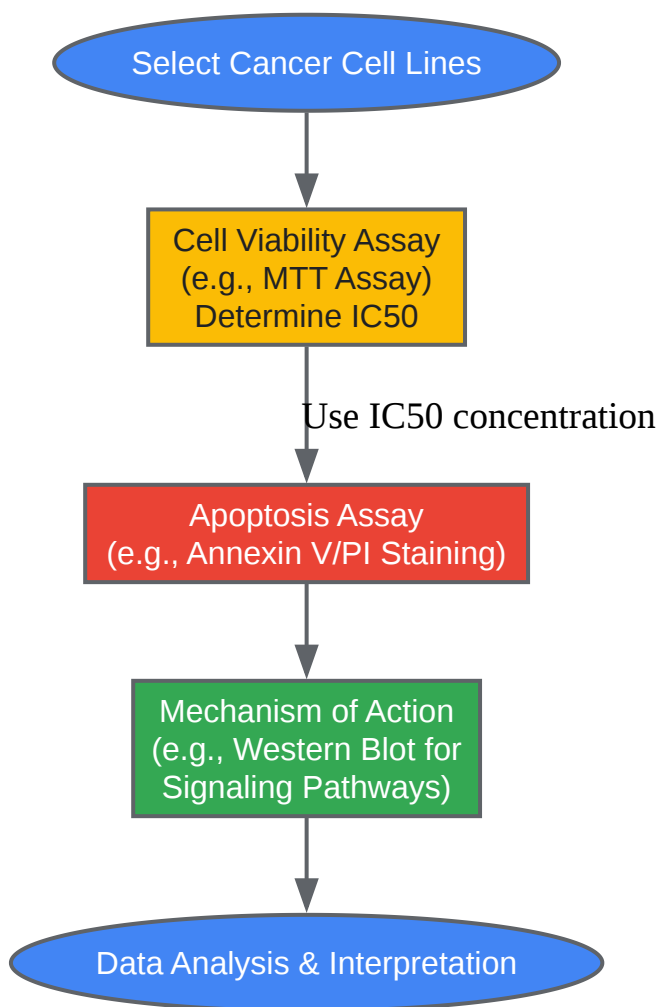 Select Cancer Cell Lines
Cell Viability Assay
(e.g., MTT Assay)
Determine IC50
Use IC50 concentration
Apoptosis Assay
(e.g., Annexin V/PI Staining)
Mechanism of Action
(e.g., Western Blot for
Signaling Pathways)
Data Analysis & Interpretation